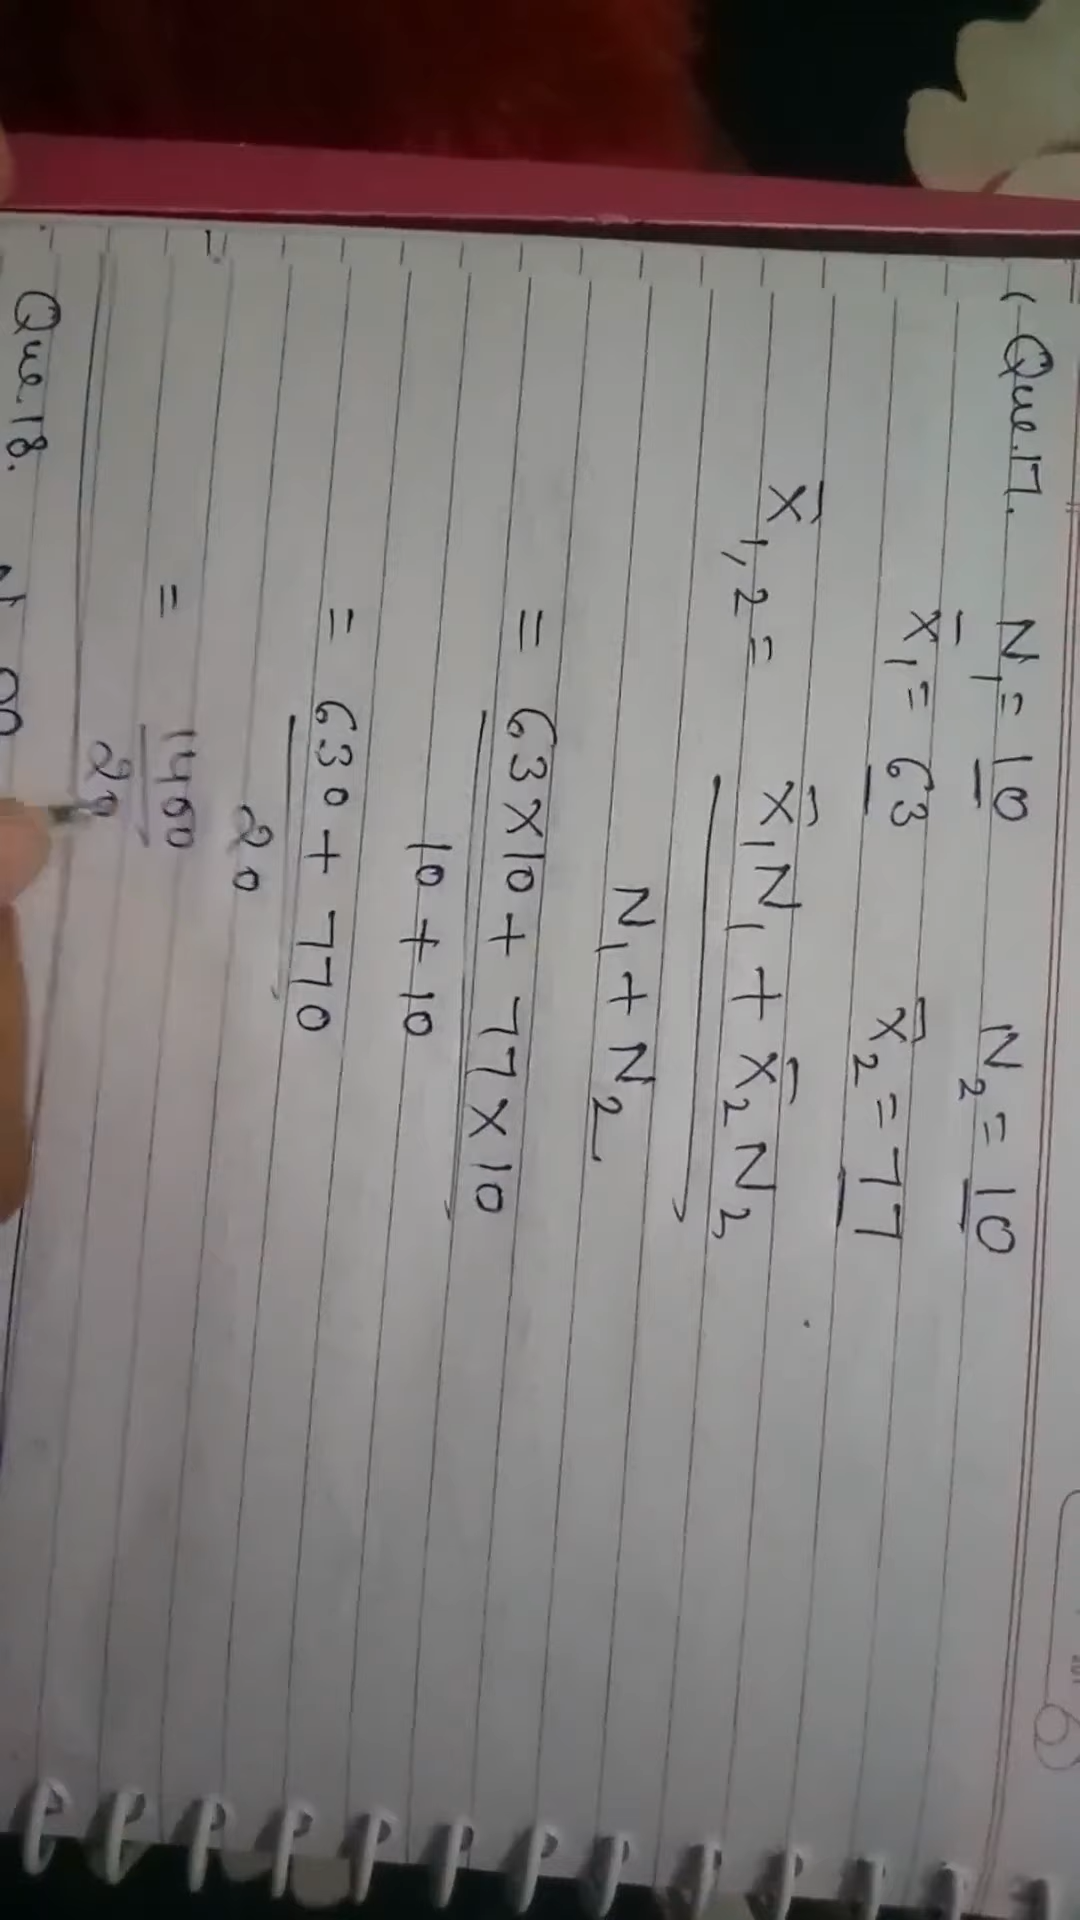 Que.17. N₁ = 10 N₂ = 10
X̄₁ = 63 X̄₂ = 77
X̄₁,₂ = X̄₁N₁ + X̄₂N₂
N₁ + N₂
= 63×10 + 77×10
10 + 10
= 630 + 770
20
= 1400
20
Que.18.